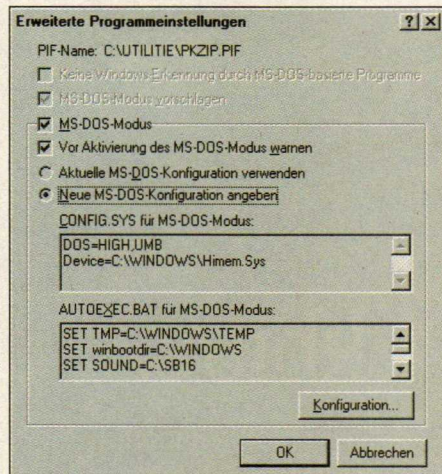 Erweiterte Programmeinstellungen
PIF-Name: C:\UTILITIE\PKZIP.PIF
Keine Windows-Erkennung durch MS-DOS-basierte Programme
MS-DOS-Modus vorschlagen
MS-DOS-Modus
Vor Aktivierung des MS-DOS-Modus warnen
Aktuelle MS-DOS-Konfiguration verwenden
Neue MS-DOS-Konfiguration angeben
CONFIG.SYS für MS-DOS-Modus:
DOS=HIGH,UMB
Device=C:\WINDOWS\Himem.Sys
AUTOEXEC.BAT für MS-DOS-Modus:
SET TMP=C:\WINDOWS\TEMP
SET winbootdir=C:\WINDOWS
SET SOUND=C:\SB16
Konfiguration...
OK Abbrechen